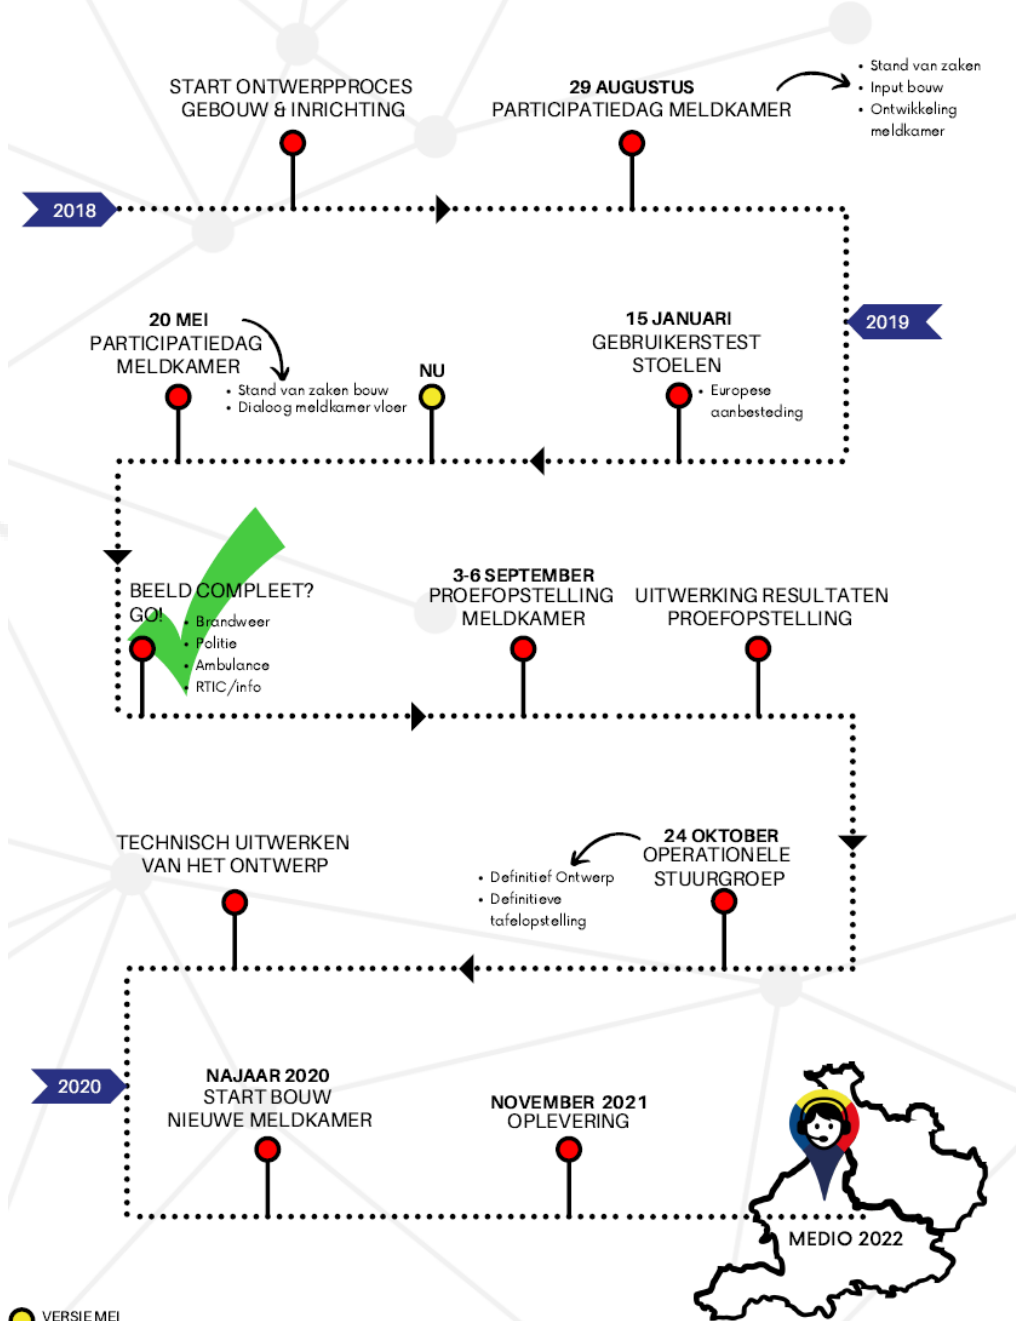 START ONTWERPPROCES
GEBOUW & INRICHTING
29 AUGUSTUS
PARTICIPATIEDAG MELDKAMER
• Stand van zaken
• Input bouw
• Ontwikkeling
meldkamer
2018
2019
20 MEI
PARTICIPATIEDAG
MELDKAMER
• Stand van zaken bouw
• Dialoog meldkamer vloer
NU
15 JANUARI
GEBRUIKERSTEST
STOELEN
• Europese
aanbesteding
BEELD COMPLEET?
GO!
• Brandweer
• Politie
• Ambulance
• RTIC/info
3-6 SEPTEMBER
PROEFOPSTELLING
MELDKAMER
UITWERKING RESULTATEN
PROEFOPSTELLING
TECHNISCH UITWERKEN
VAN HET ONTWERP
• Definitief Ontwerp
• Definitieve
tafelopstelling
24 OKTOBER
OPERATIONELE
STUURGROEP
2020
NAJAAR 2020
START BOUW
NIEUWE MELDKAMER
NOVEMBER 2021
OPLEVERING
MEDIO 2022
VERSIE MEI